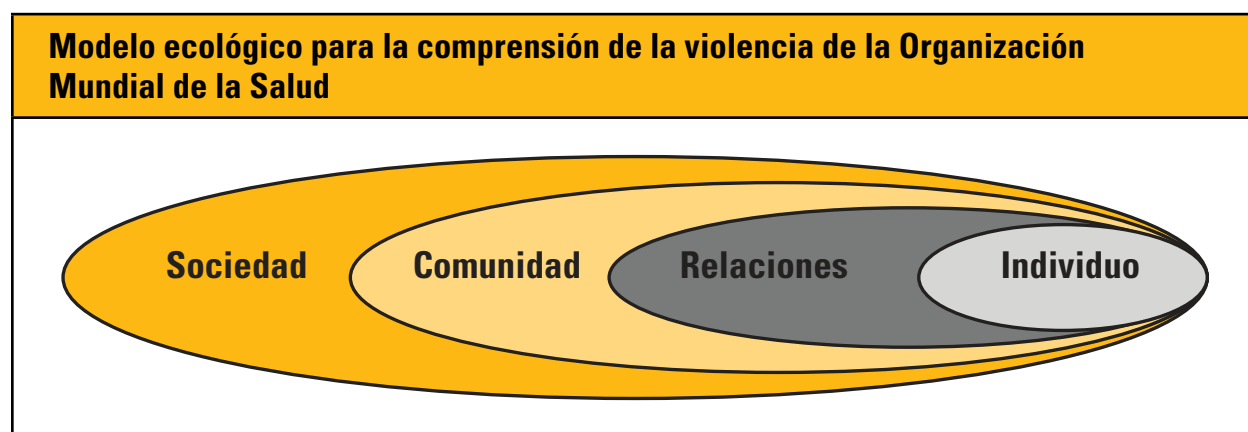 Modelo ecológico para la comprensión de la violencia de la Organización
Mundial de la Salud
Sociedad
Comunidad
Relaciones
Individuo